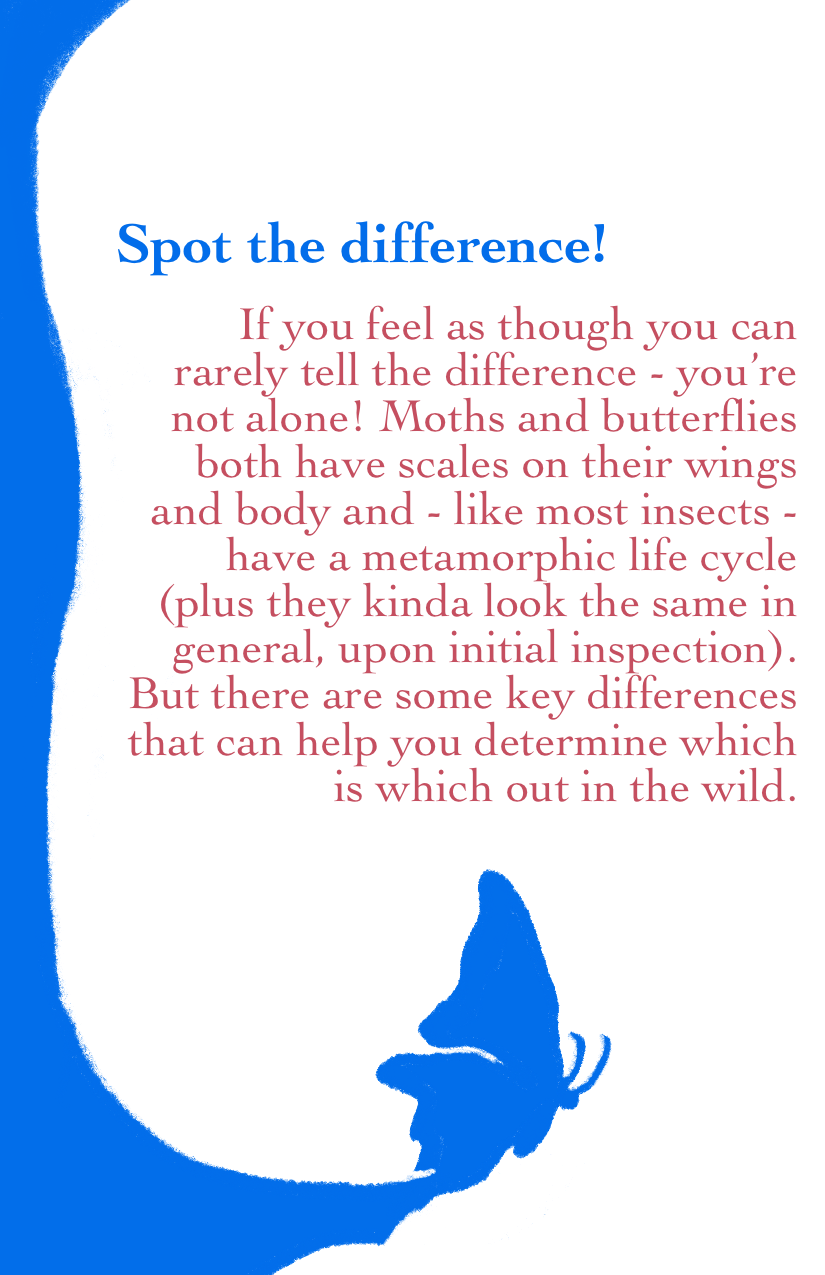 Spot the difference!
If you feel as though you can
rarely tell the difference - you’re
not alone! Moths and butterflies
both have scales on their wings
and body and - like most insects -
have a metamorphic life cycle
(plus they kinda look the same in
general, upon initial inspection).
But there are some key differences
that can help you determine which
is which out in the wild.